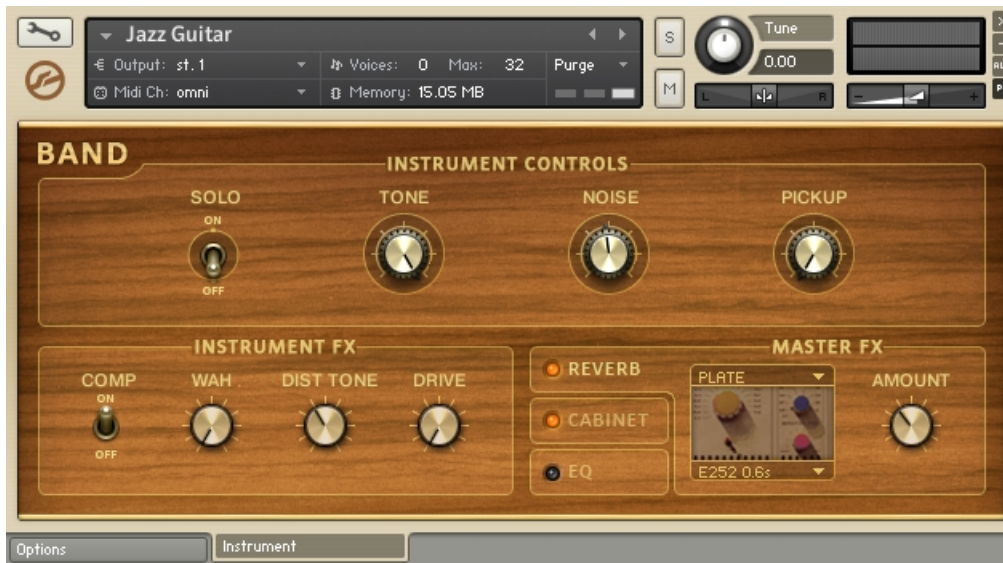 Jazz Guitar
Output: st. 1
Voices: 0 Max: 32
Purge
Midi Ch: omni
Memory: 15.05 MB
S
M
Tune
0.00
L R
- +
BAND
INSTRUMENT CONTROLS
SOLO TONE NOISE PICKUP
ON
OFF
INSTRUMENT FX
COMP WAH DIST TONE DRIVE
ON
OFF
REVERB
CABINET
EQ
MASTER FX
PLATE
AMOUNT
E252 0.6s
Options Instrument